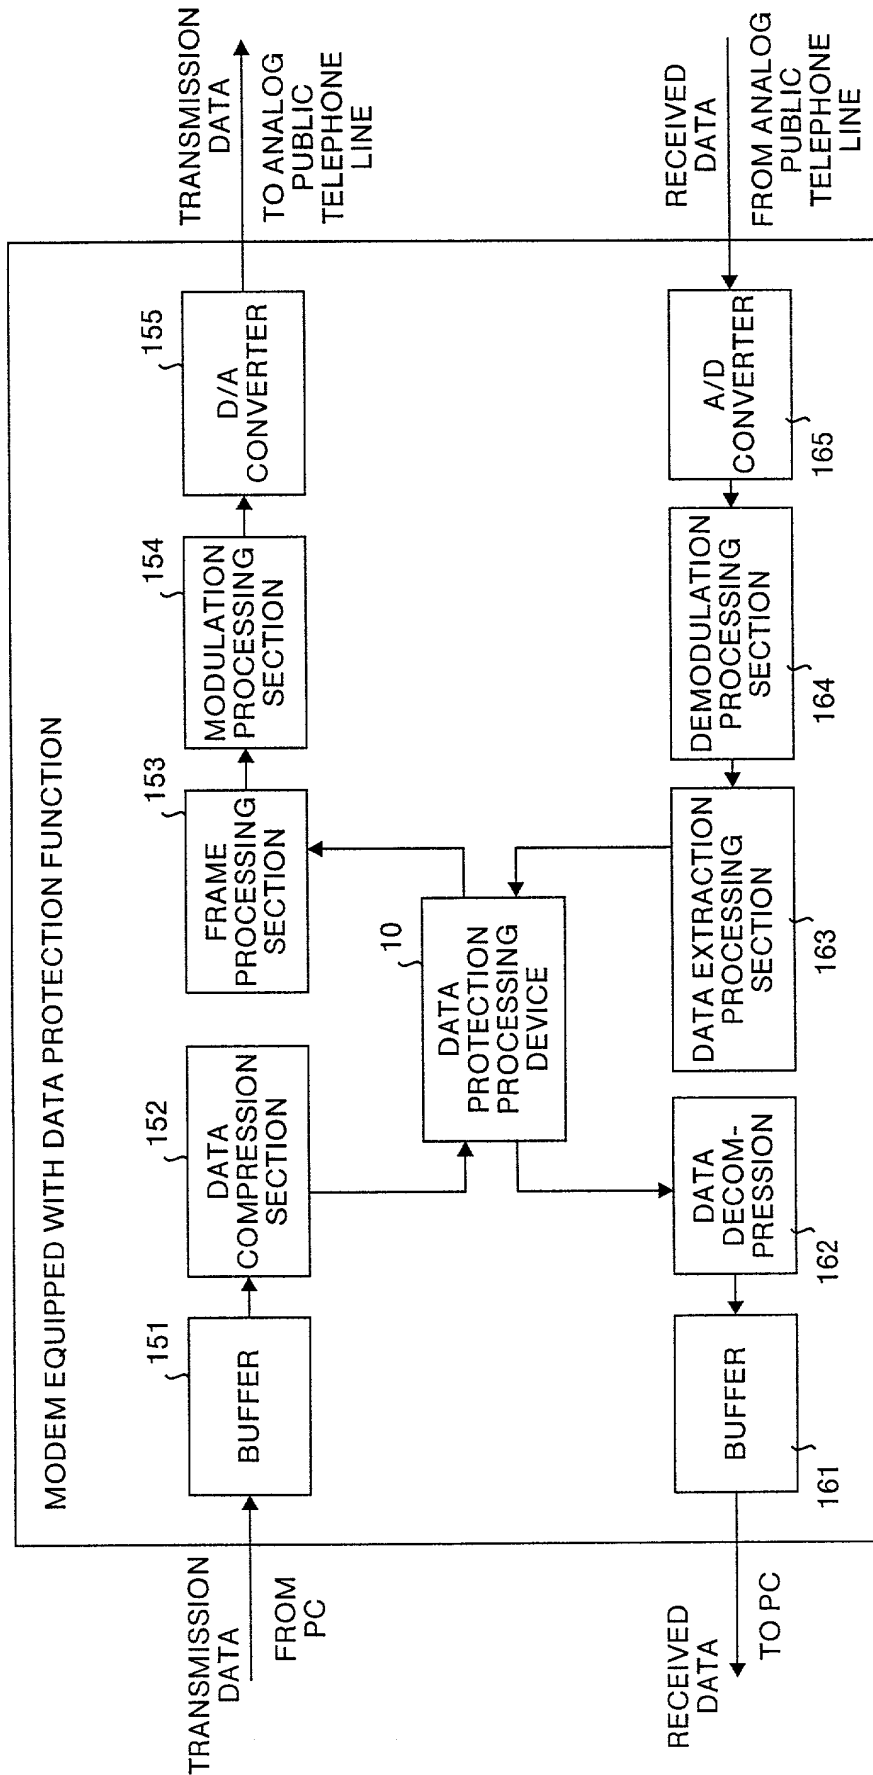 MODEM EQUIPPED WITH DATA PROTECTION FUNCTION
TRANSMISSION
DATA
FROM
PC
151
BUFFER
152
DATA
COMPRESSION
SECTION
153
FRAME
PROCESSING
SECTION
154
MODULATION
PROCESSING
SECTION
155
D/A
CONVERTER
TRANSMISSION
DATA
TO ANALOG
PUBLIC
TELEPHONE
LINE
10
DATA
PROTECTION
PROCESSING
DEVICE
RECEIVED
DATA
TO PC
BUFFER
161
DATA
DECOM-
PRESSION
162
DATA EXTRACTION
PROCESSING
SECTION
163
DEMODULATION
PROCESSING
SECTION
164
A/D
CONVERTER
165
RECEIVED
DATA
FROM ANALOG
PUBLIC
TELEPHONE
LINE